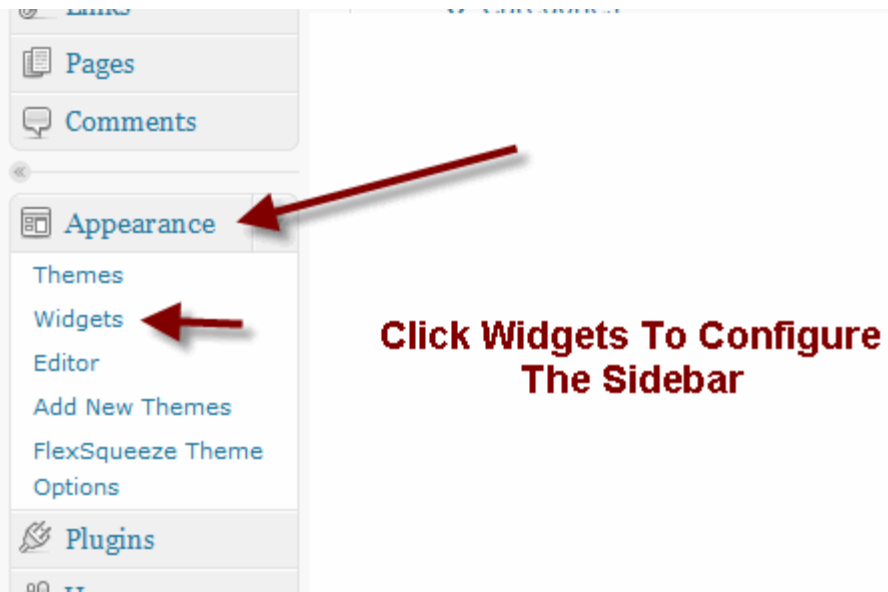 Pages
Comments
Appearance
Themes
Widgets
Editor
Add New Themes
FlexSqueeze Theme
Options
Plugins
Click Widgets To Configure
The Sidebar